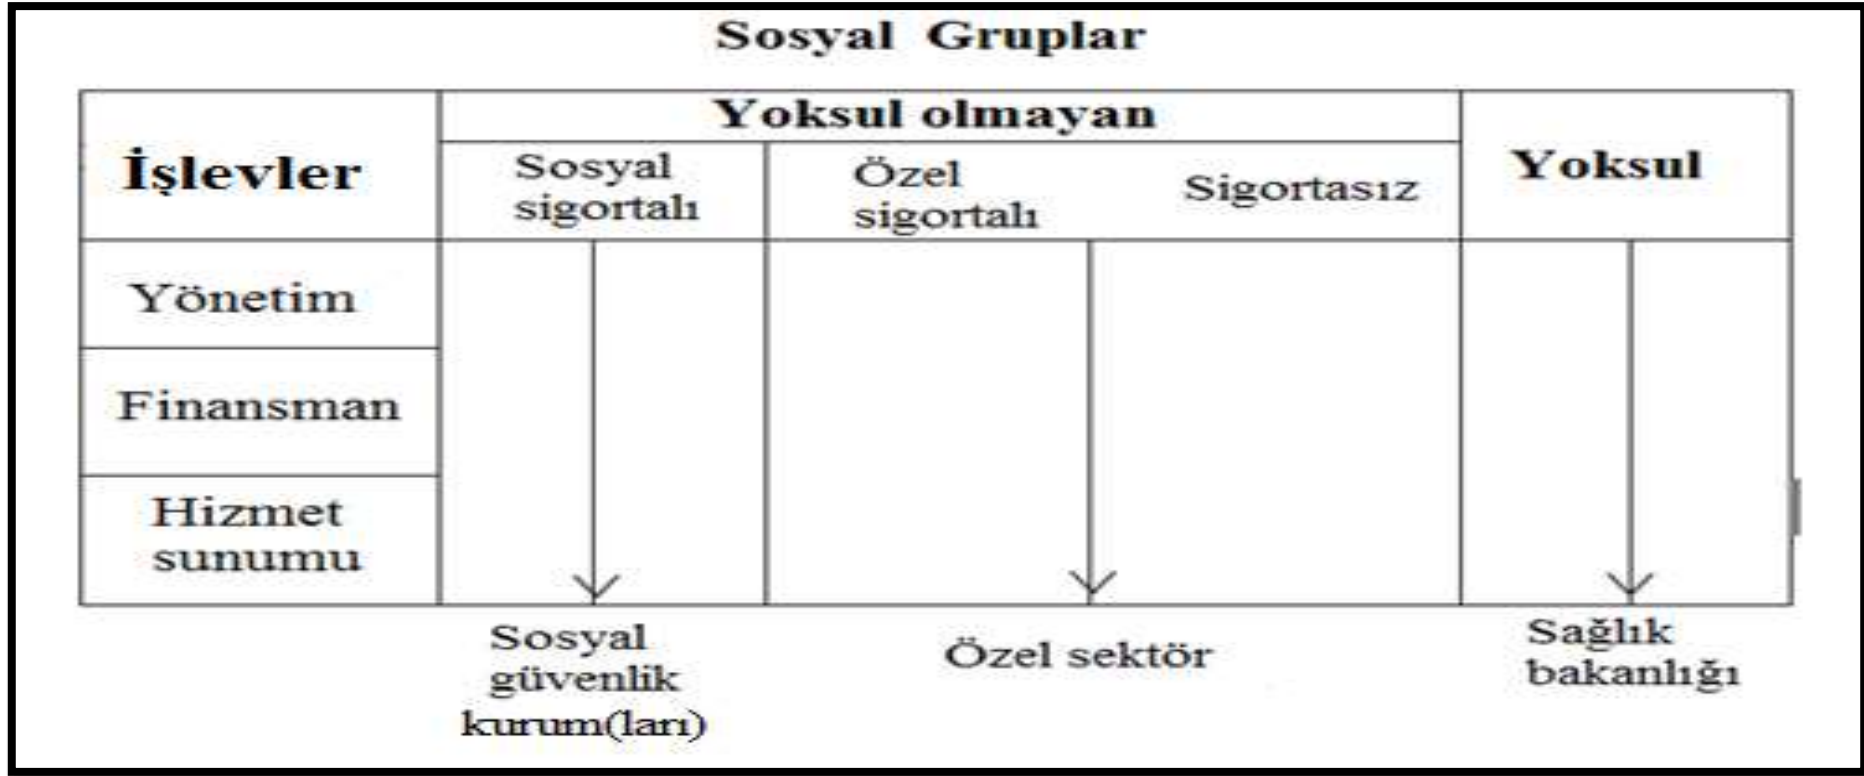 Sosyal Gruplar
İşlevler
Yoksul olmayan
Yoksul
Sosyal
sigortalı
Özel
sigortalı
Sigortasız
Yönetim
Finansman
Hizmet
sunumu
Sosyal
güvenlik
kurum(ları)
Özel sektör
Sağlık
bakanlığı